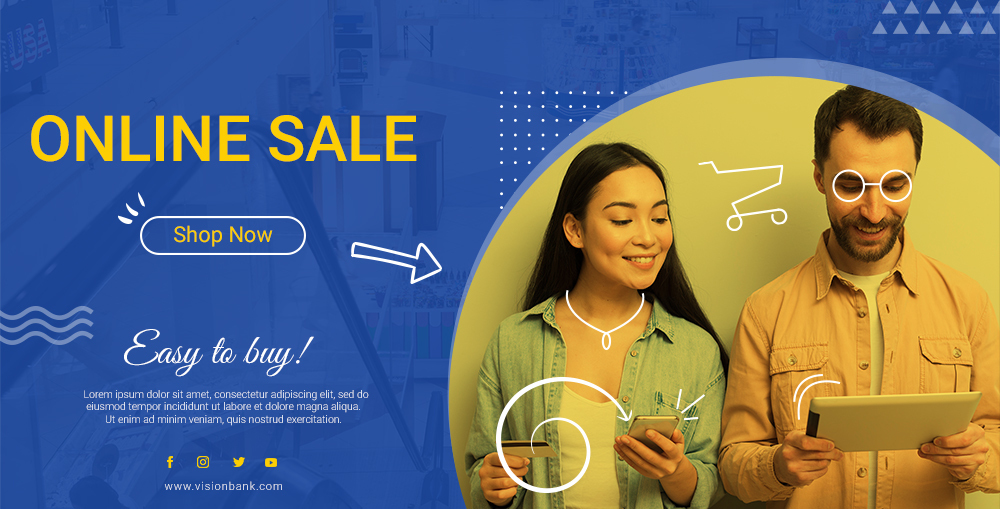 ONLINE SALE
Shop Now
Easy to buy!
Lorem ipsum dolor sit amet, consectetur adipiscing elit, sed do
eiusmod tempor incididunt ut labore et dolore magna aliqua.
Ut enim ad minim veniam, quis nostrud exercitation.
www.visionbank.com